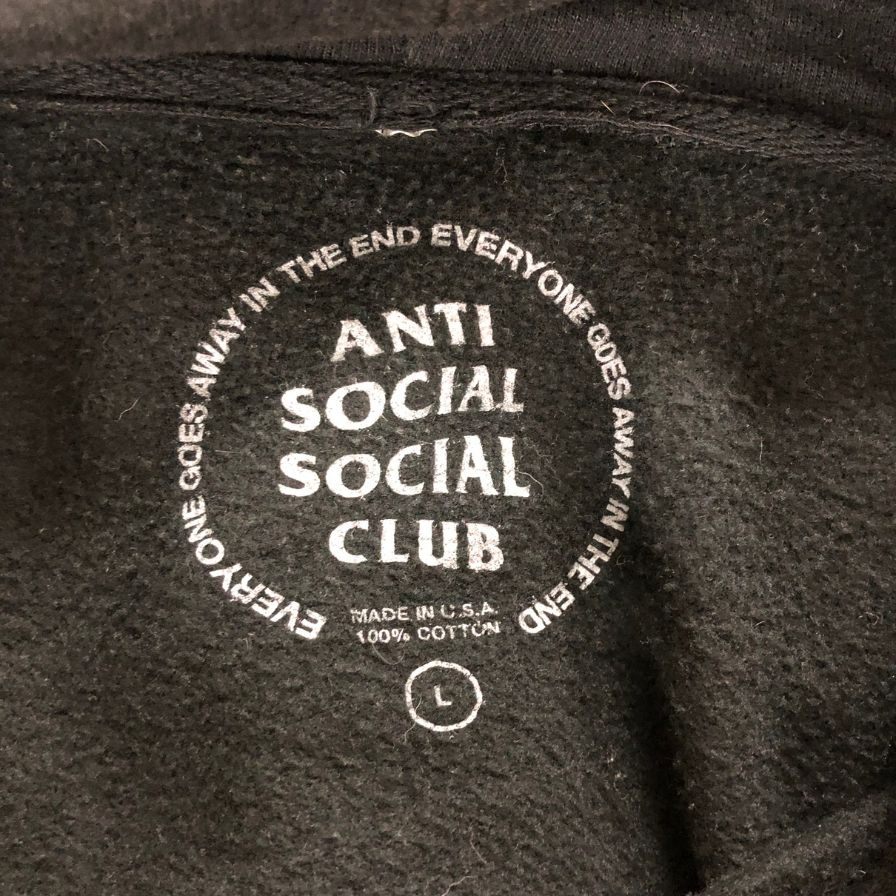 EVERYONE GOES AWAY IN THE END EVERYONE GOES AWAY IN THE END
ANTI
SOCIAL
SOCIAL
CLUB
MADE IN U.S.A.
100% COTTON
L